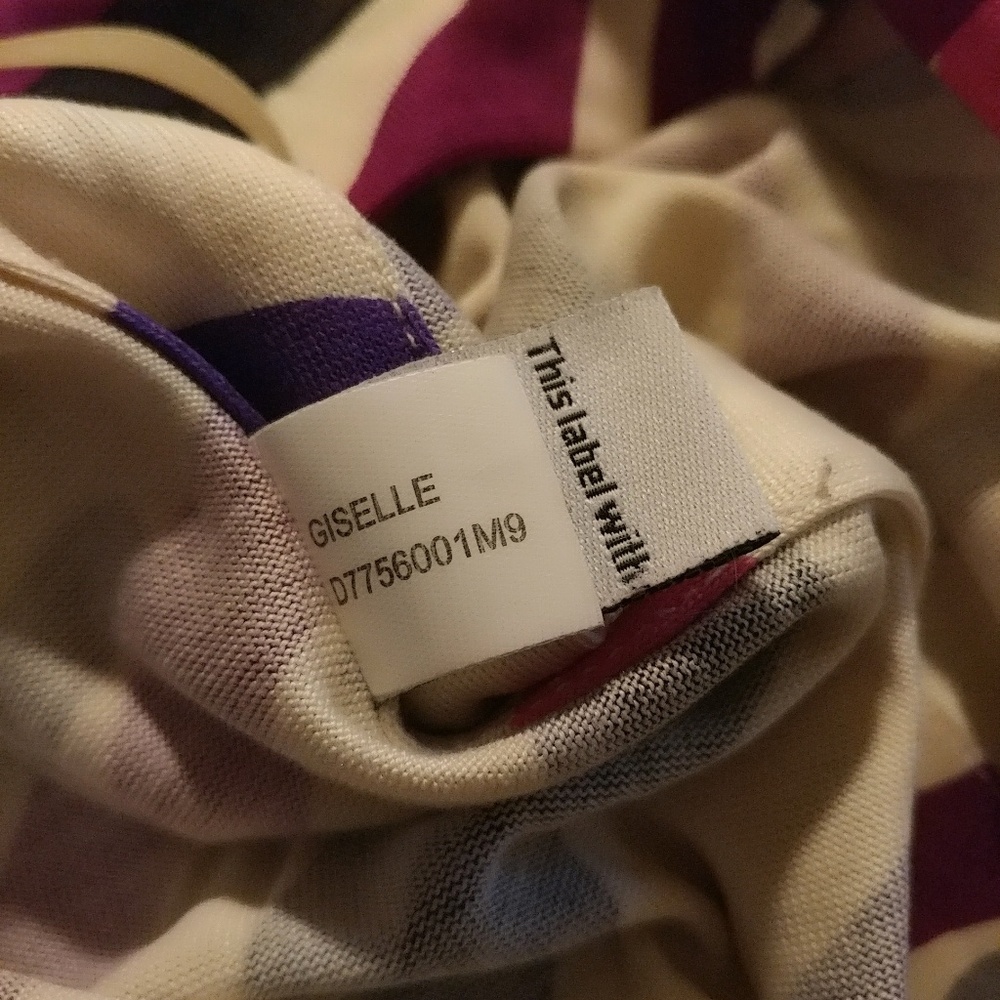 GISELLE
D7756001M9
This label with